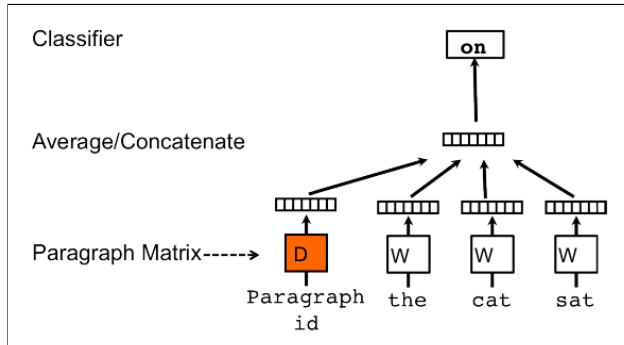 Classifier
on
Average/Concatenate
Paragraph Matrix
D
W
W
W
Paragraph
id
the
cat
sat